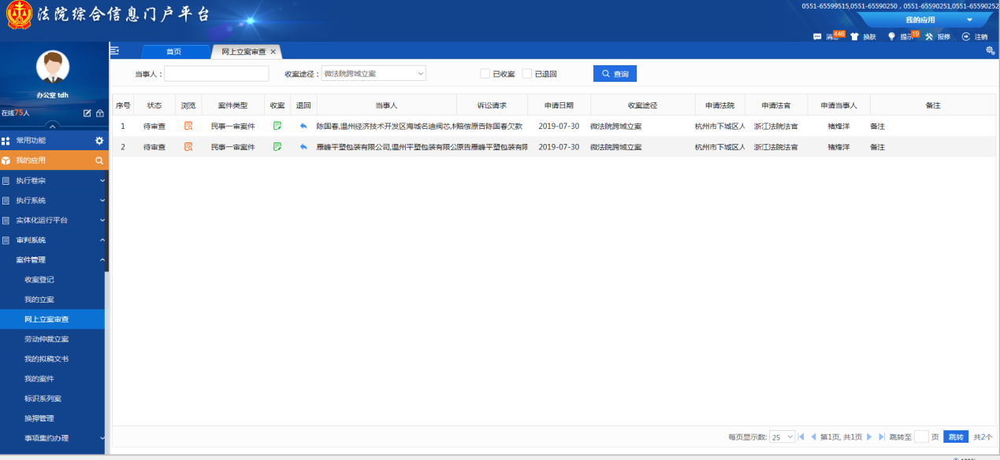 法院综合信息门户平台
0551-65599515,0551-65590250，0551-65590251,0551-65590252
我的应用
消息 446 换肤 提示 19 报修 注销
首页 网上立案审查 ×
办公室 tdh
在线75人
常用功能
我的应用
执行卷宗
执行系统
实体化运行平台
审判系统
案件管理
收案登记
我的立案
网上立案审查
劳动仲裁立案
我的拟稿文书
我的案件
标识系列案
换押管理
事项集约办理
当事人： 收案途径：微法院跨域立案 已收案 已退回 查询
序号 状态 浏览 案件类型 收案 退回 当事人 诉讼请求 申请日期 收案途径 申请法院 申请法官 申请当事人 备注
1 待审查 民事一审案件 陈国春,温州经济技术开发区海城名迪阀芯,材 赔偿原告陈国春欠款 2019-07-30 微法院跨域立案 杭州市下城区人 浙江法院法官 褚烽洋 备注
2 待审查 民事一审案件 雁峰平塑包装有限公司,温州平塑包装有限公 原告雁峰平塑包装有限 2019-07-30 微法院跨域立案 杭州市下城区人 浙江法院法官 褚烽洋 备注
每页显示数: 25 第1页, 共1页 跳转至 页 跳转 共2个